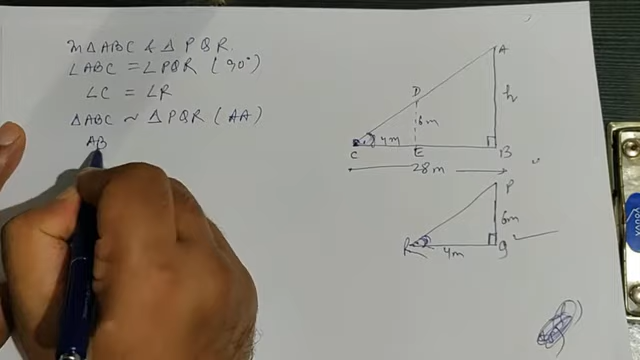 In ΔABC & ΔPQR.
∠ABC = ∠PQR (90°)
∠C = ∠R
ΔABC ~ ΔPQR (AA)
AB
A
D
h
6m
4m
C
E
B
28m
P
6m
R
4m
Q